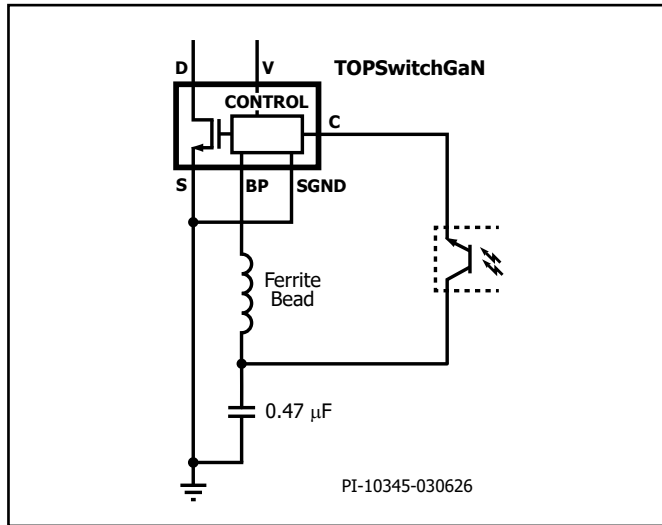 D
V
TOPSwitchGaN
CONTROL
C
S
BP
SGND
Ferrite
Bead
0.47 μF
PI-10345-030626